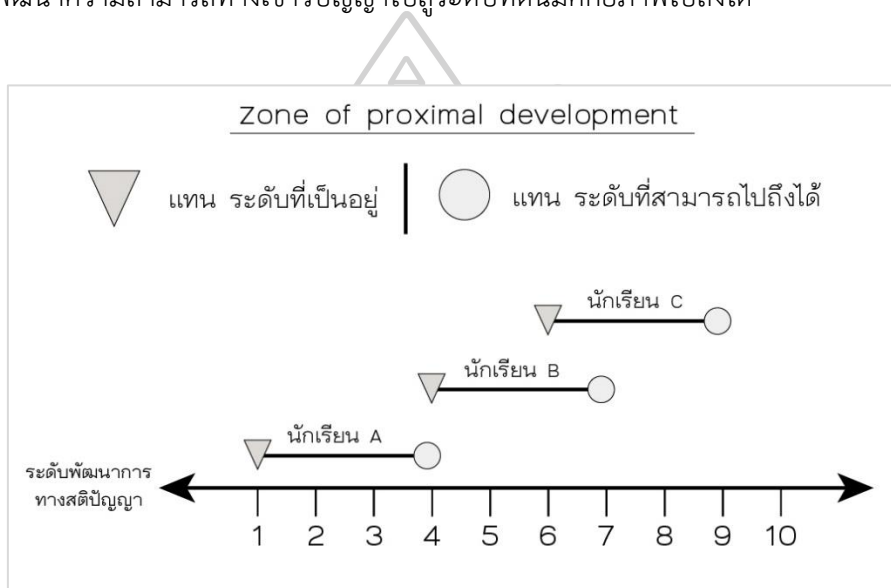 Zone of proximal development
แทน ระดับที่เป็นอยู่
แทน ระดับที่สามารถไปถึงได้
นักเรียน C
นักเรียน B
นักเรียน A
ระดับพัฒนาการ
ทางสติปัญญา
1 2 3 4 5 6 7 8 9 10